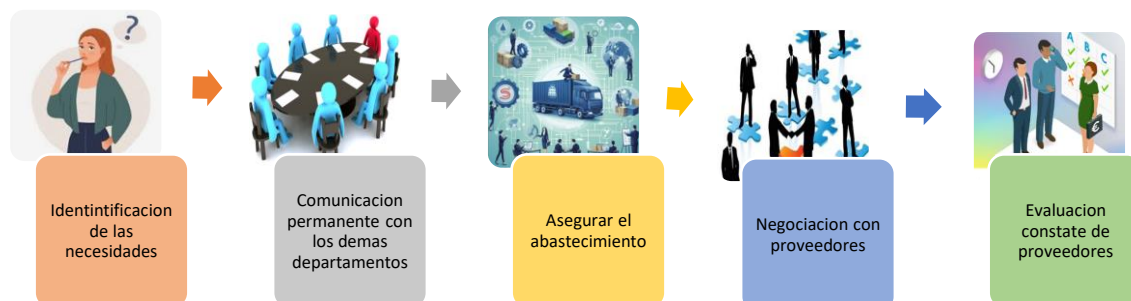 Identintificacion
de las
necesidades
Comunicacion
permanente con
los demas
departamentos
Asegurar el
abastecimiento
Negociacion con
proveedores
Evaluacion
constate de
proveedores
?
A
B
C